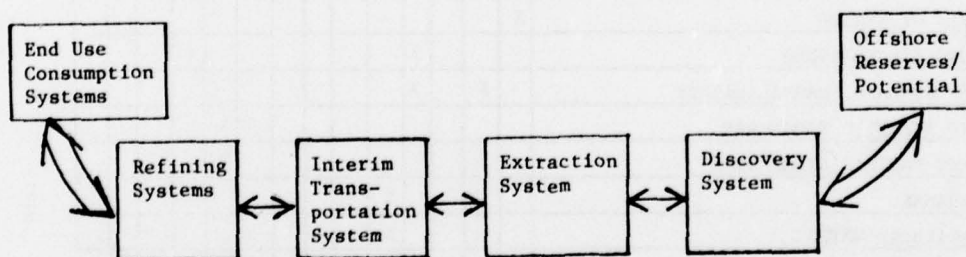 End Use
Consumption
Systems
Offshore
Reserves/
Potential
Refining
Systems
Interim
Trans-
portation
System
Extraction
System
Discovery
System